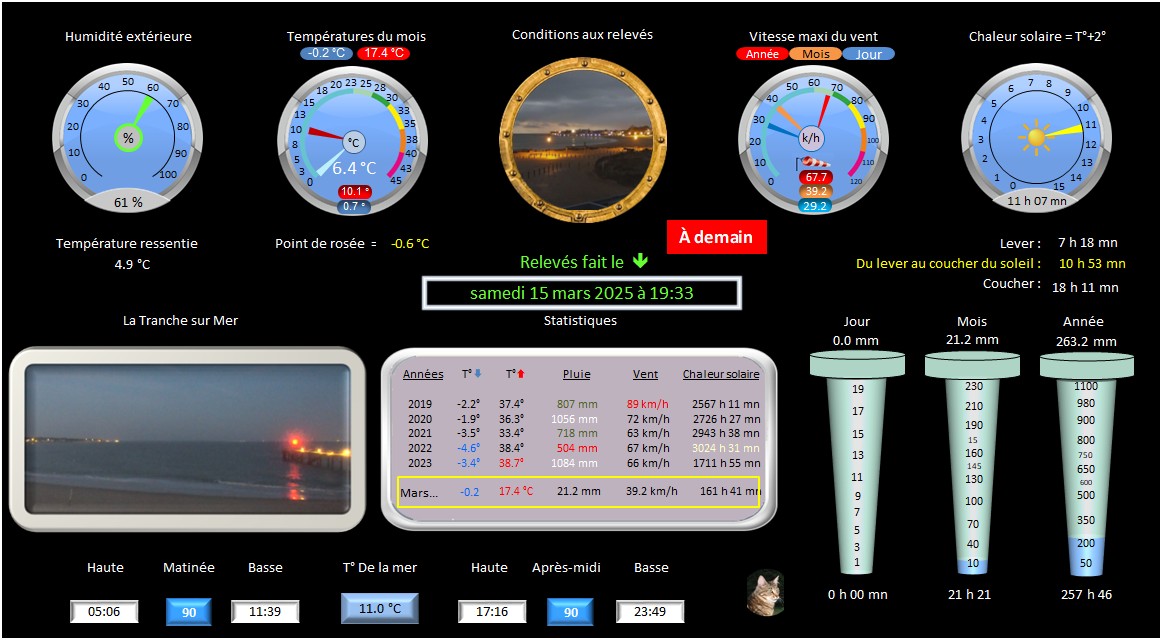 Humidité extérieure
Températures du mois
-0.2 °C 17.4 °C
Conditions aux relevés
Vitesse maxi du vent
Année Mois Jour
Chaleur solaire = T°+2°
0 10 20 30 40 50 60 70 80 90 100
%
61 %
0 3 5 8 10 13 15 18 20 23 25 28 30 33 35 38 40 43 45
°C
6.4 °C
10.1 °
0.7 °
0 10 20 30 40 50 60 70 80 90 100 110 120
k/h
67.7
39.2
29.2
0 1 2 3 4 5 6 7 8 9 10 11 12 13 14 15
11 h 07 mn
Température ressentie
4.9 °C
Point de rosée = -0.6 °C
À demain
Relevés fait le
samedi 15 mars 2025 à 19:33
Lever : 7 h 18 mn
Du lever au coucher du soleil : 10 h 53 mn
Coucher : 18 h 11 mn
La Tranche sur Mer
Statistiques
Années T° T° Pluie Vent Chaleur solaire
2019 -2.2° 37.4° 807 mm 89 km/h 2567 h 11 mn
2020 -1.9° 36.3° 1056 mm 72 km/h 2726 h 27 mn
2021 -3.5° 33.4° 718 mm 63 km/h 2943 h 38 mn
2022 -4.6° 38.4° 504 mm 67 km/h 3024 h 31 mn
2023 -3.4° 38.7° 1084 mm 66 km/h 1711 h 55 mn
Mars... -0.2 17.4 °C 21.2 mm 39.2 km/h 161 h 41 mn
Jour
0.0 mm
19
17
15
13
11
9
7
5
3
1
0 h 00 mn
Mois
21.2 mm
230
210
190
15
160
145
130
100
70
40
10
21 h 21
Année
263.2 mm
1100
980
900
800
750
650
600
500
350
200
50
257 h 46
Haute Matinée Basse
05:06 90 11:39
T° De la mer
11.0 °C
Haute Après-midi Basse
17:16 90 23:49